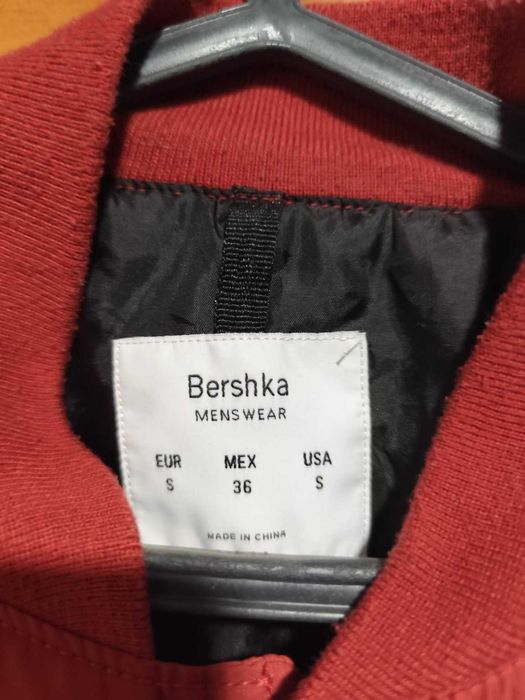 Bershka
MENSWEAR
EUR MEX USA
S 36 S
MADE IN CHINA